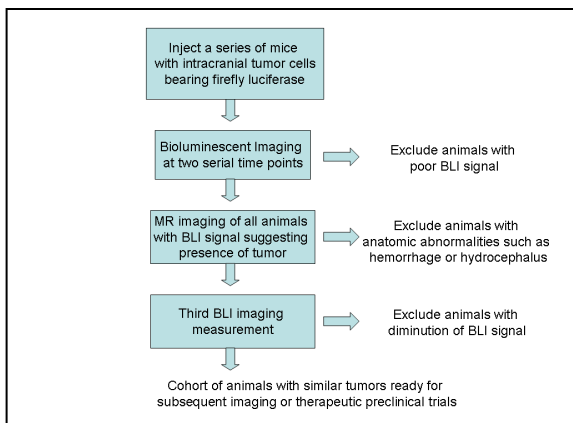 Inject a series of mice
with intracranial tumor cells
bearing firefly luciferase
Bioluminescent Imaging
at two serial time points
Exclude animals with
poor BLI signal
MR imaging of all animals
with BLI signal suggesting
presence of tumor
Exclude animals with
anatomic abnormalities such as
hemorrhage or hydrocephalus
Third BLI imaging
measurement
Exclude animals with
diminution of BLI signal
Cohort of animals with similar tumors ready for
subsequent imaging or therapeutic preclinical trials